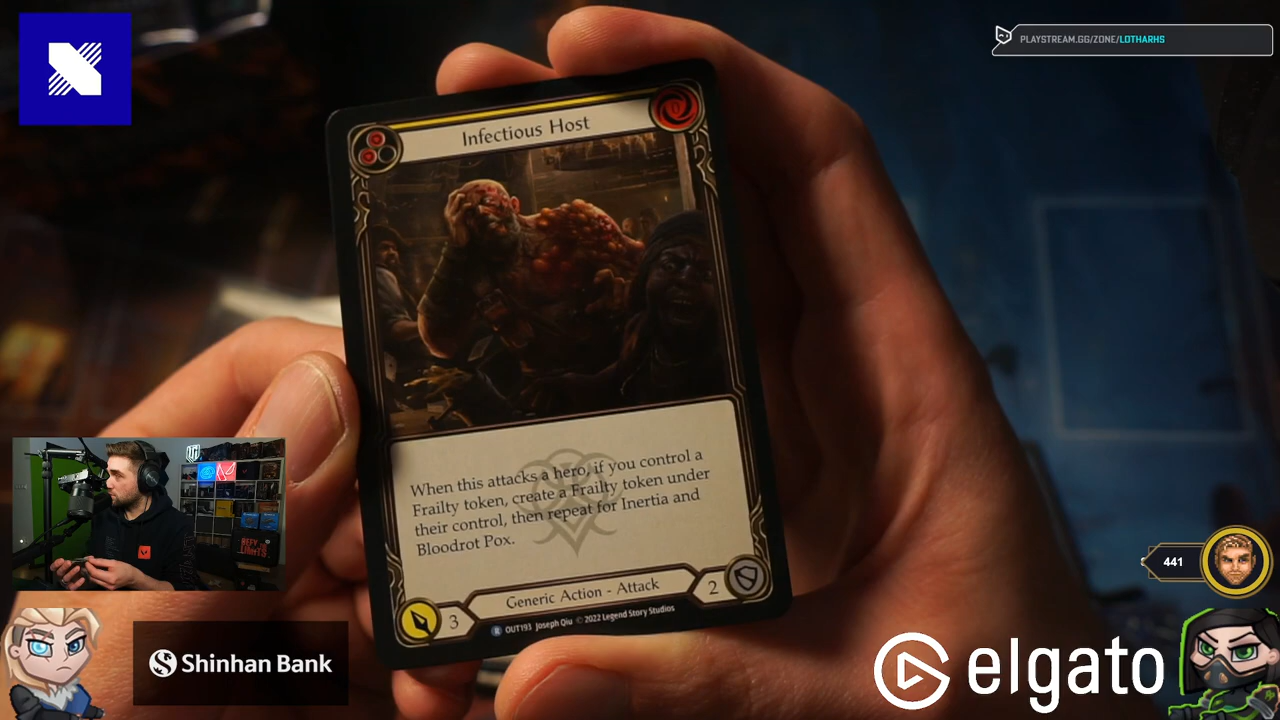 PLAYSTREAM.GG/ZONE/LOTHARHS
Infectious Host
When this attacks a hero, if you control a
Frailty token, create a Frailty token under
their control, then repeat for Inertia and
Bloodrot Pox.
3
Generic Action - Attack
2
R OUT193 Joseph Qiu © 2022 Legend Story Studios
441
Shinhan Bank
elgato